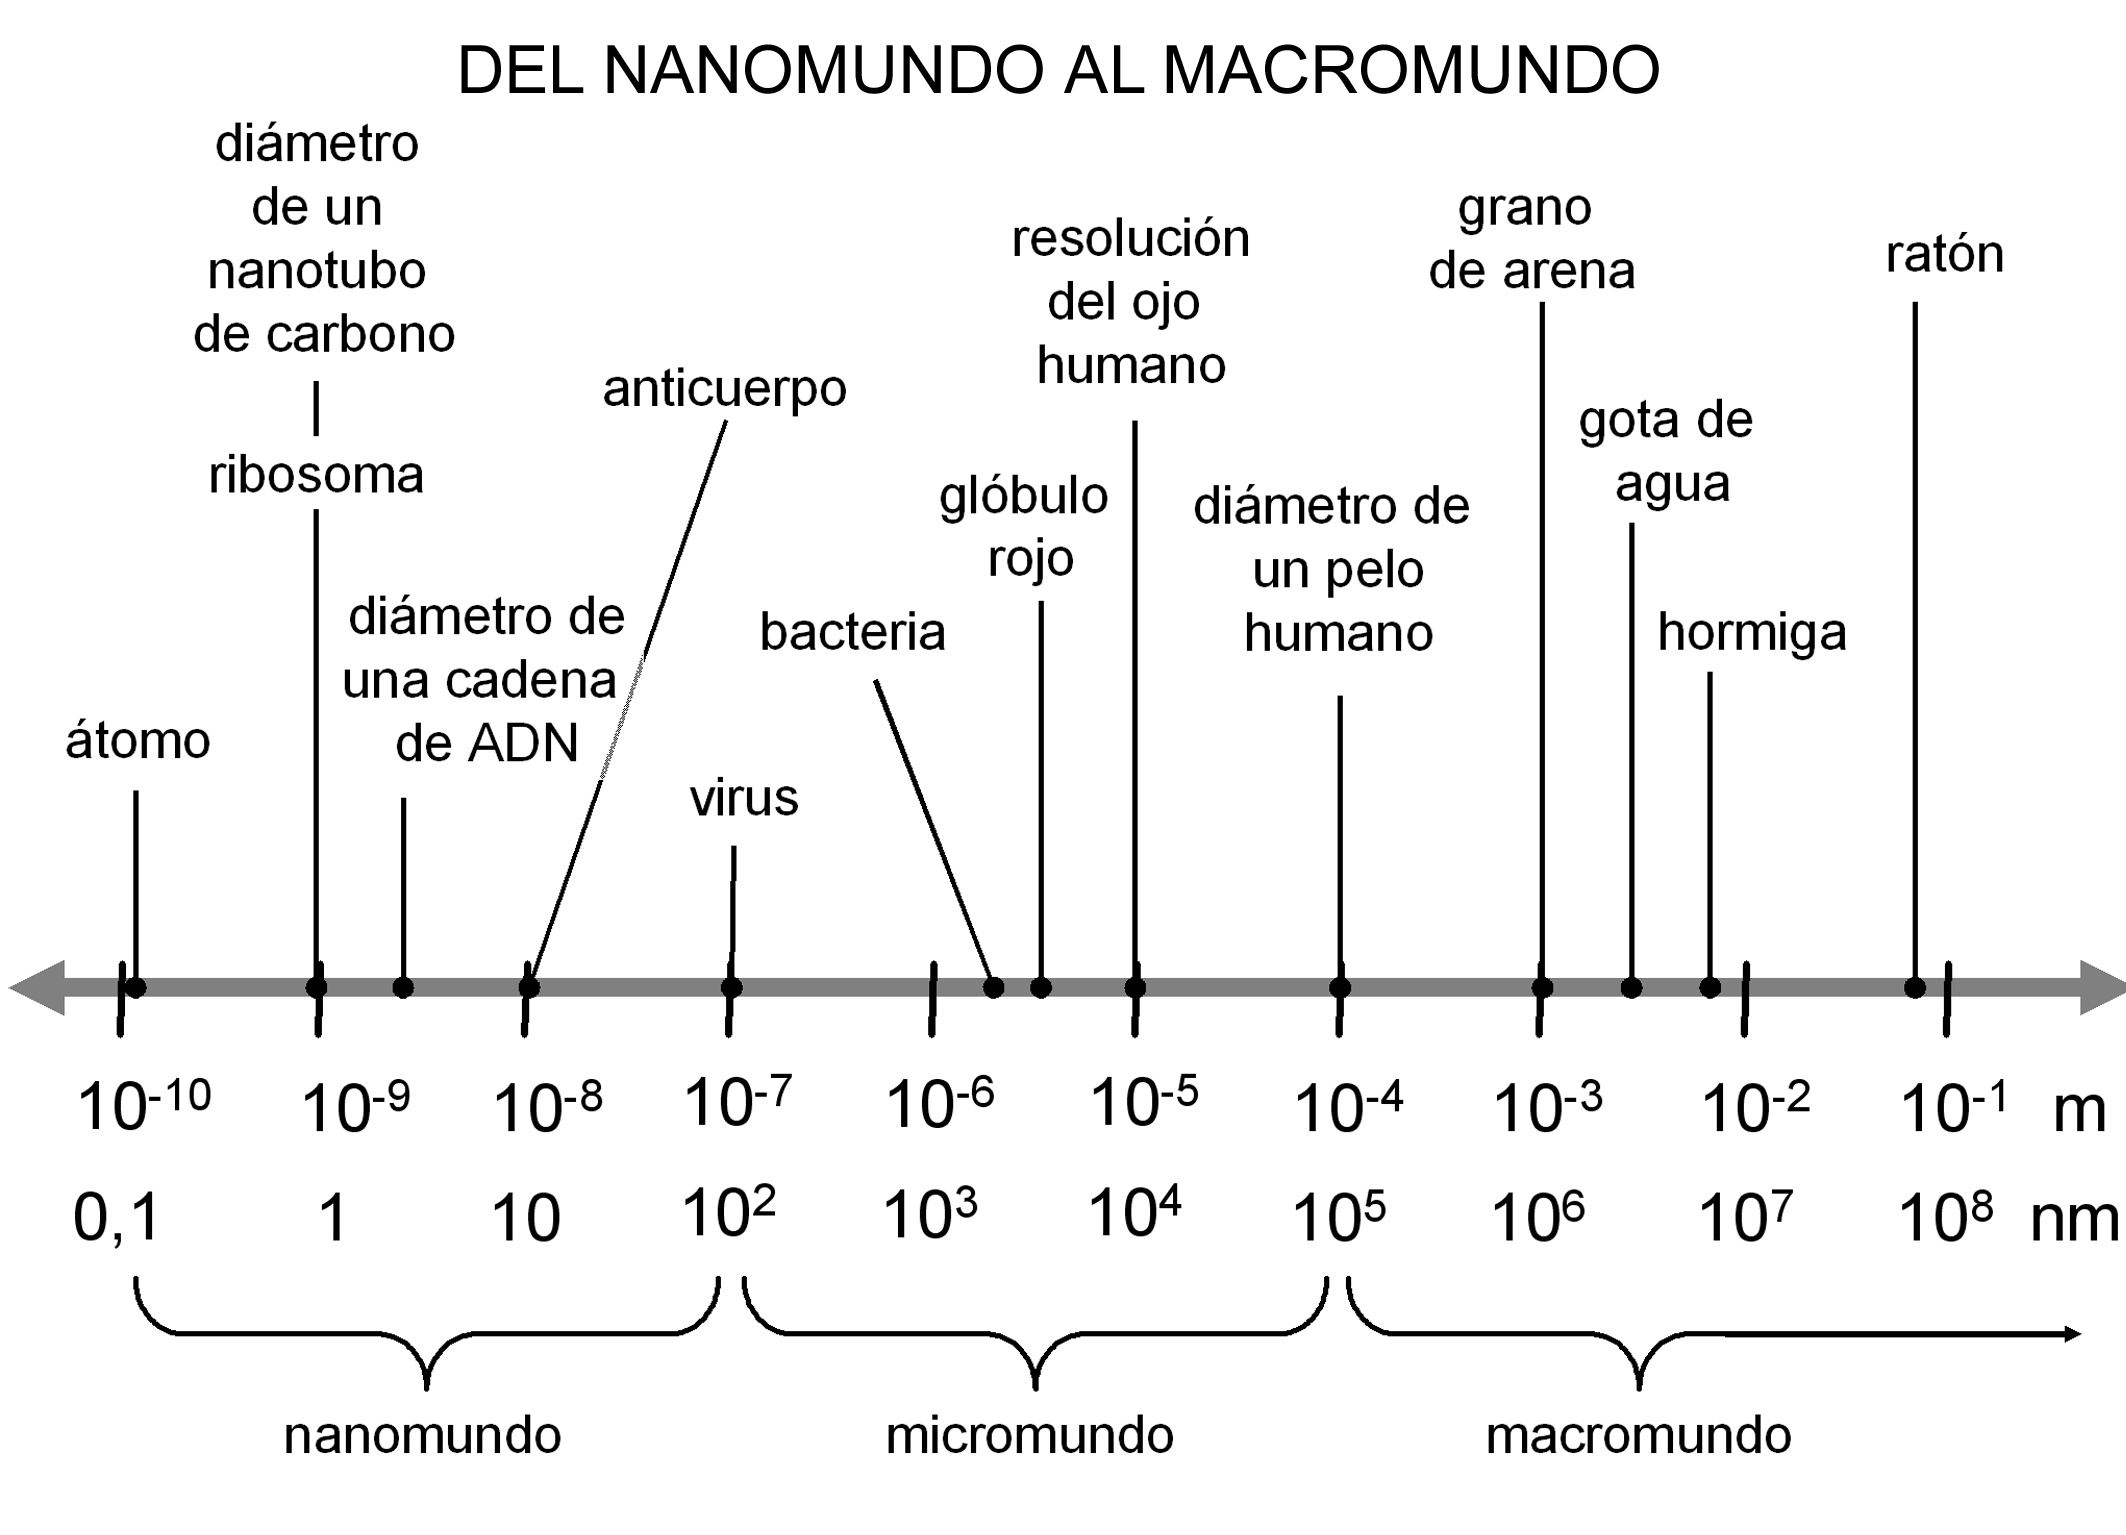 DEL NANOMUNDO AL MACROMUNDO
diámetro
de un
nanotubo
de carbono
ribosoma
átomo
diámetro de
una cadena
de ADN
anticuerpo
virus
bacteria
glóbulo
rojo
resolución
del ojo
humano
diámetro de
un pelo
humano
grano
de arena
gota de
agua
hormiga
ratón
10⁻¹⁰ 10⁻⁹ 10⁻⁸ 10⁻⁷ 10⁻⁶ 10⁻⁵ 10⁻⁴ 10⁻³ 10⁻² 10⁻¹ m
0,1 1 10 10² 10³ 10⁴ 10⁵ 10⁶ 10⁷ 10⁸ nm
nanomundo micromundo macromundo